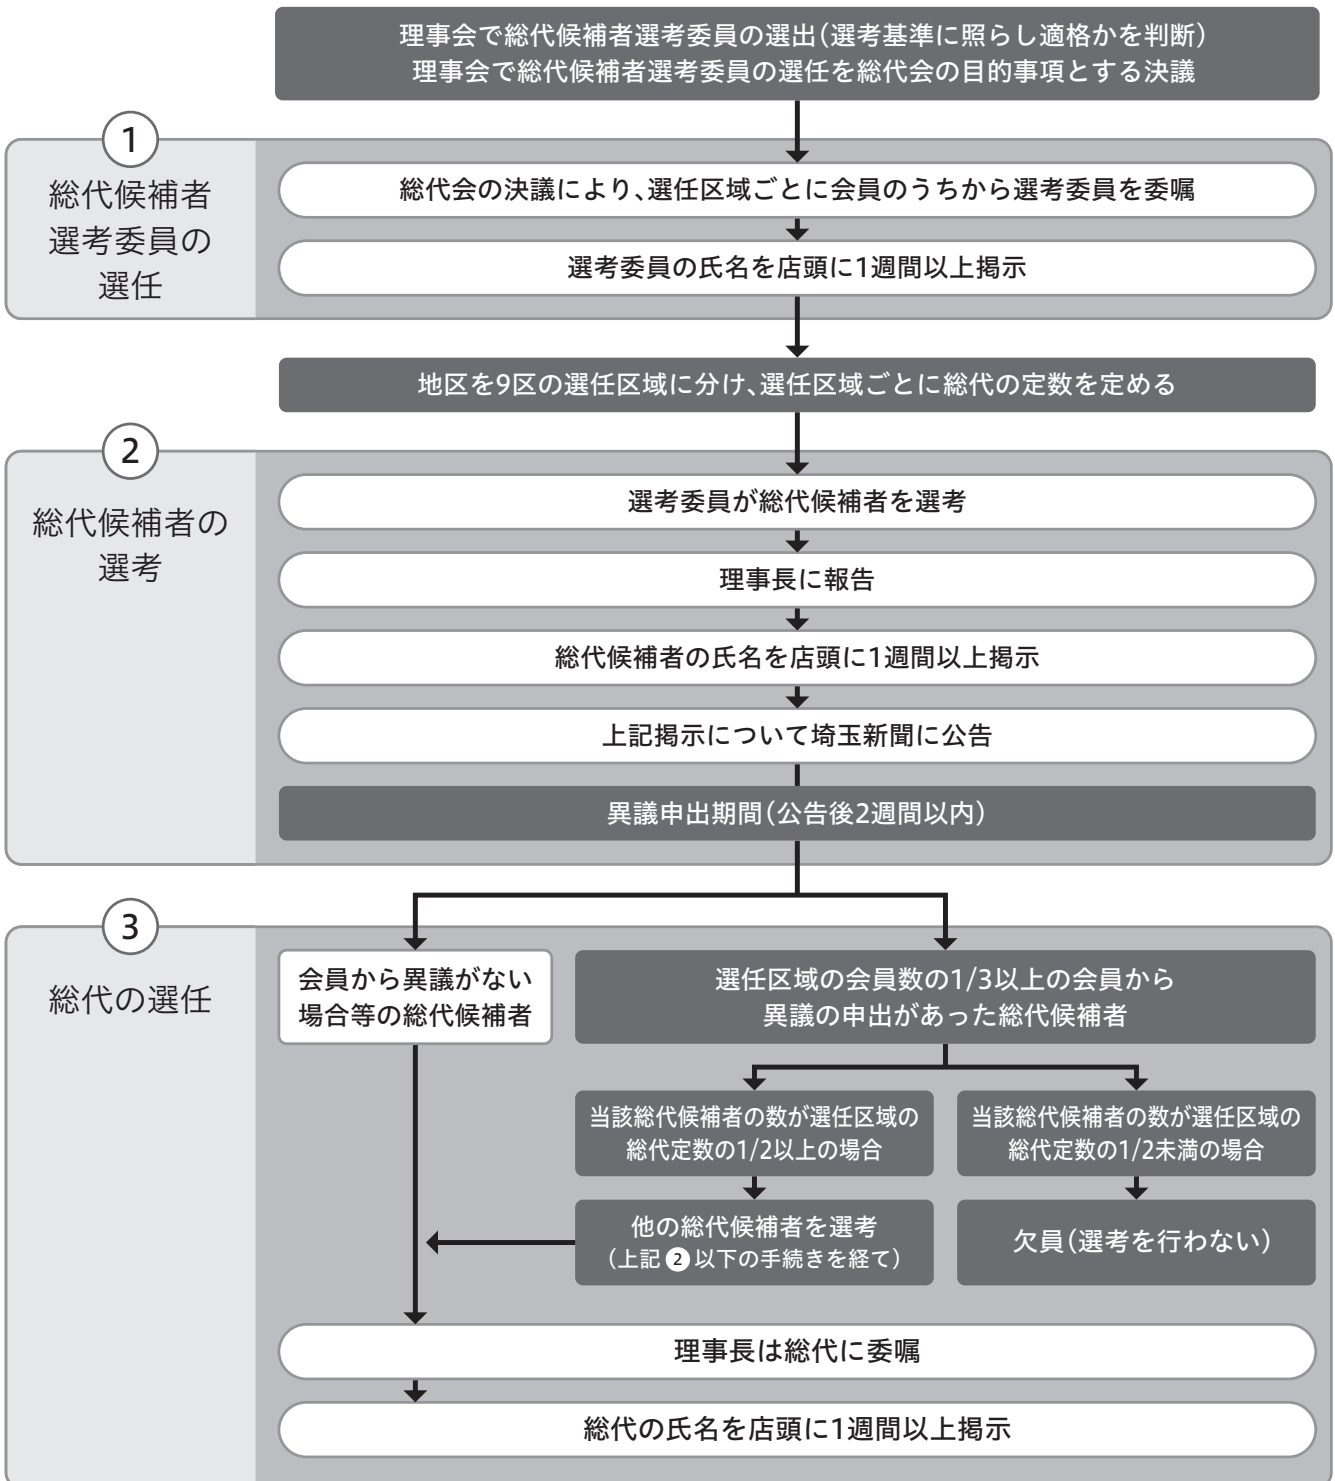 理事会で総代候補者選考委員の選出(選考基準に照らし適格かを判断)
理事会で総代候補者選考委員の選任を総代会の目的事項とする決議
1
総代候補者
選考委員の
選任
総代会の決議により、選任区域ごとに会員のうちから選考委員を委嘱
選考委員の氏名を店頭に1週間以上掲示
地区を9区の選任区域に分け、選任区域ごとに総代の定数を定める
2
総代候補者の
選考
選考委員が総代候補者を選考
理事長に報告
総代候補者の氏名を店頭に1週間以上掲示
上記掲示について埼玉新聞に公告
異議申出期間(公告後2週間以内)
3
総代の選任
会員から異議がない
場合等の総代候補者
選任区域の会員数の1/3以上の会員から
異議の申出があった総代候補者
当該総代候補者の数が選任区域の
総代定数の1/2以上の場合
当該総代候補者の数が選任区域の
総代定数の1/2未満の場合
他の総代候補者を選考
(上記❷以下の手続きを経て)
欠員(選考を行わない)
理事長は総代に委嘱
総代の氏名を店頭に1週間以上掲示